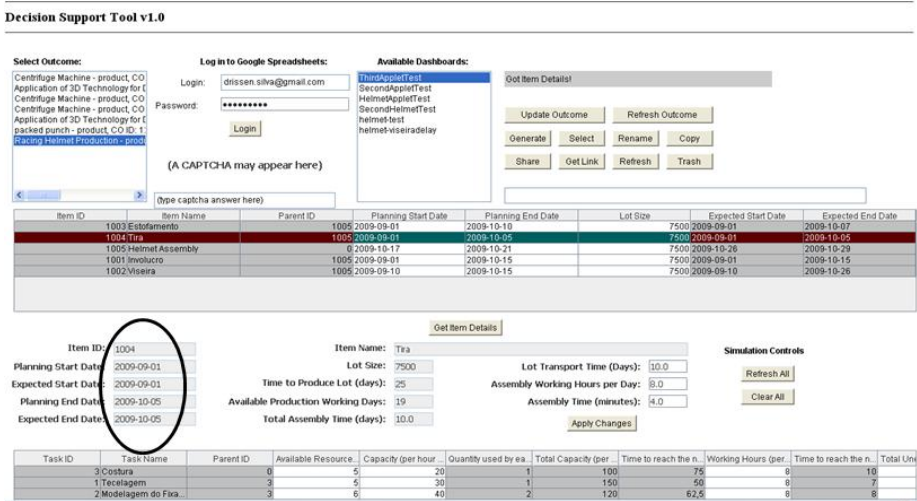 Decision Support Tool v1.0
Select Outcome:
Log in to Google Spreadsheets:
Available Dashboards:
Centrifuge Machine - product, CO
Application of 3D Technology for D
Centrifuge Machine - product, CO
Centrifuge Machine - product, CO
Application of 3D Technology for D
packed punch - product, CO ID: 1:
Racing Helmet Production - produ
Login: drissen.silva@gmail.com
Password: •••••••••
Login
(A CAPTCHA may appear here)
(type captcha answer here)
ThirdAppletTest
SecondAppletTest
HelmetAppletTest
SecondHelmetTest
helmet-test
helmet-viseiradelay
Got Item Details!
Update Outcome Refresh Outcome
Generate Select Rename Copy
Share Get Link Refresh Trash
Item ID Item Name Parent ID Planning Start Date Planning End Date Lot Size Expected Start Date Expected End Date
1003 Estofamento 1005 2009-09-01 2009-10-10 7500 2009-09-01 2009-10-07
1004 Tira 1005 2009-09-01 2009-10-05 7500 2009-09-01 2009-10-05
1005 Helmet Assembly 0 2009-10-17 2009-10-21 7500 2009-10-26 2009-10-29
1001 Involucro 1005 2009-09-01 2009-10-15 7500 2009-09-01 2009-10-15
1002 Viseira 1005 2009-09-10 2009-10-15 7500 2009-09-10 2009-10-26
Get Item Details
Item ID: 1004 Item Name: Tira
Planning Start Date: 2009-09-01 Lot Size: 7500 Lot Transport Time (Days): 10.0
Expected Start Date: 2009-09-01 Time to Produce Lot (days): 25 Assembly Working Hours per Day: 8.0
Planning End Date: 2009-10-05 Available Production Working Days: 19 Assembly Time (minutes): 4.0
Expected End Date: 2009-10-05 Total Assembly Time (days): 10.0 Apply Changes
Simulation Controls
Refresh All
Clear All
Task ID Task Name Parent ID Available Resource... Capacity (per hour ... Quantity used by ea... Total Capacity (per ... Time to reach the n... Working Hours (per... Time to reach the n... Total Un
3 Costura 0 5 20 1 100 75 8 10
1 Tecelagem 3 5 30 1 150 50 8 7
2 Modelagem do Fixa... 3 6 40 2 120 62,5 8